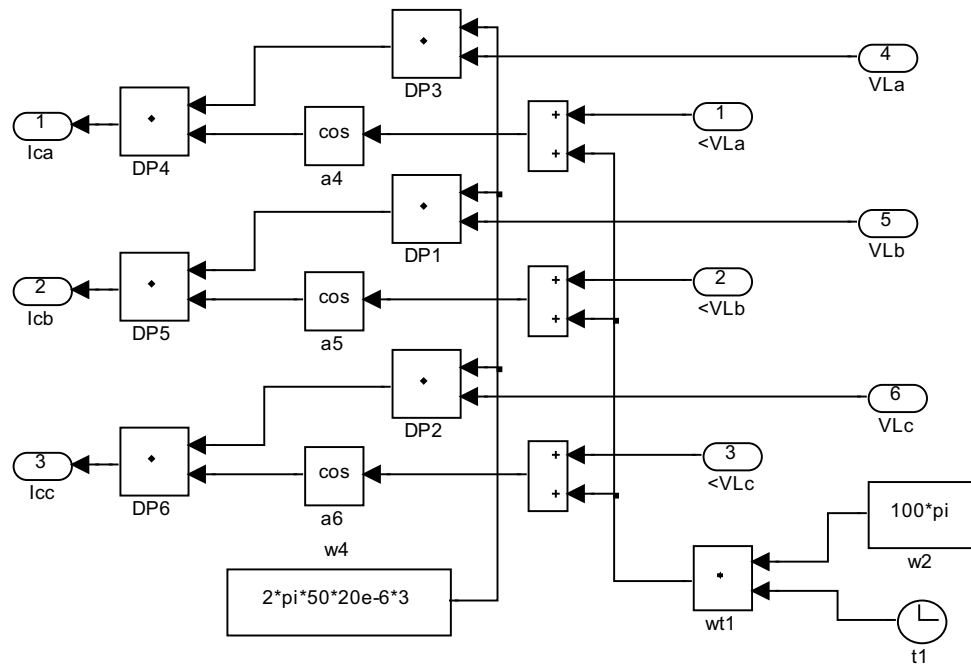 4
DP3
VLa
1
Ica
cos
1
<VLa
DP4
a4
5
DP1
VLb
2
Icb
cos
2
<VLb
DP5
a5
6
DP2
VLc
3
Icc
cos
3
<VLc
DP6
a6
w4
100*pi
w2
2*pi*50*20e-6*3
wt1
t1